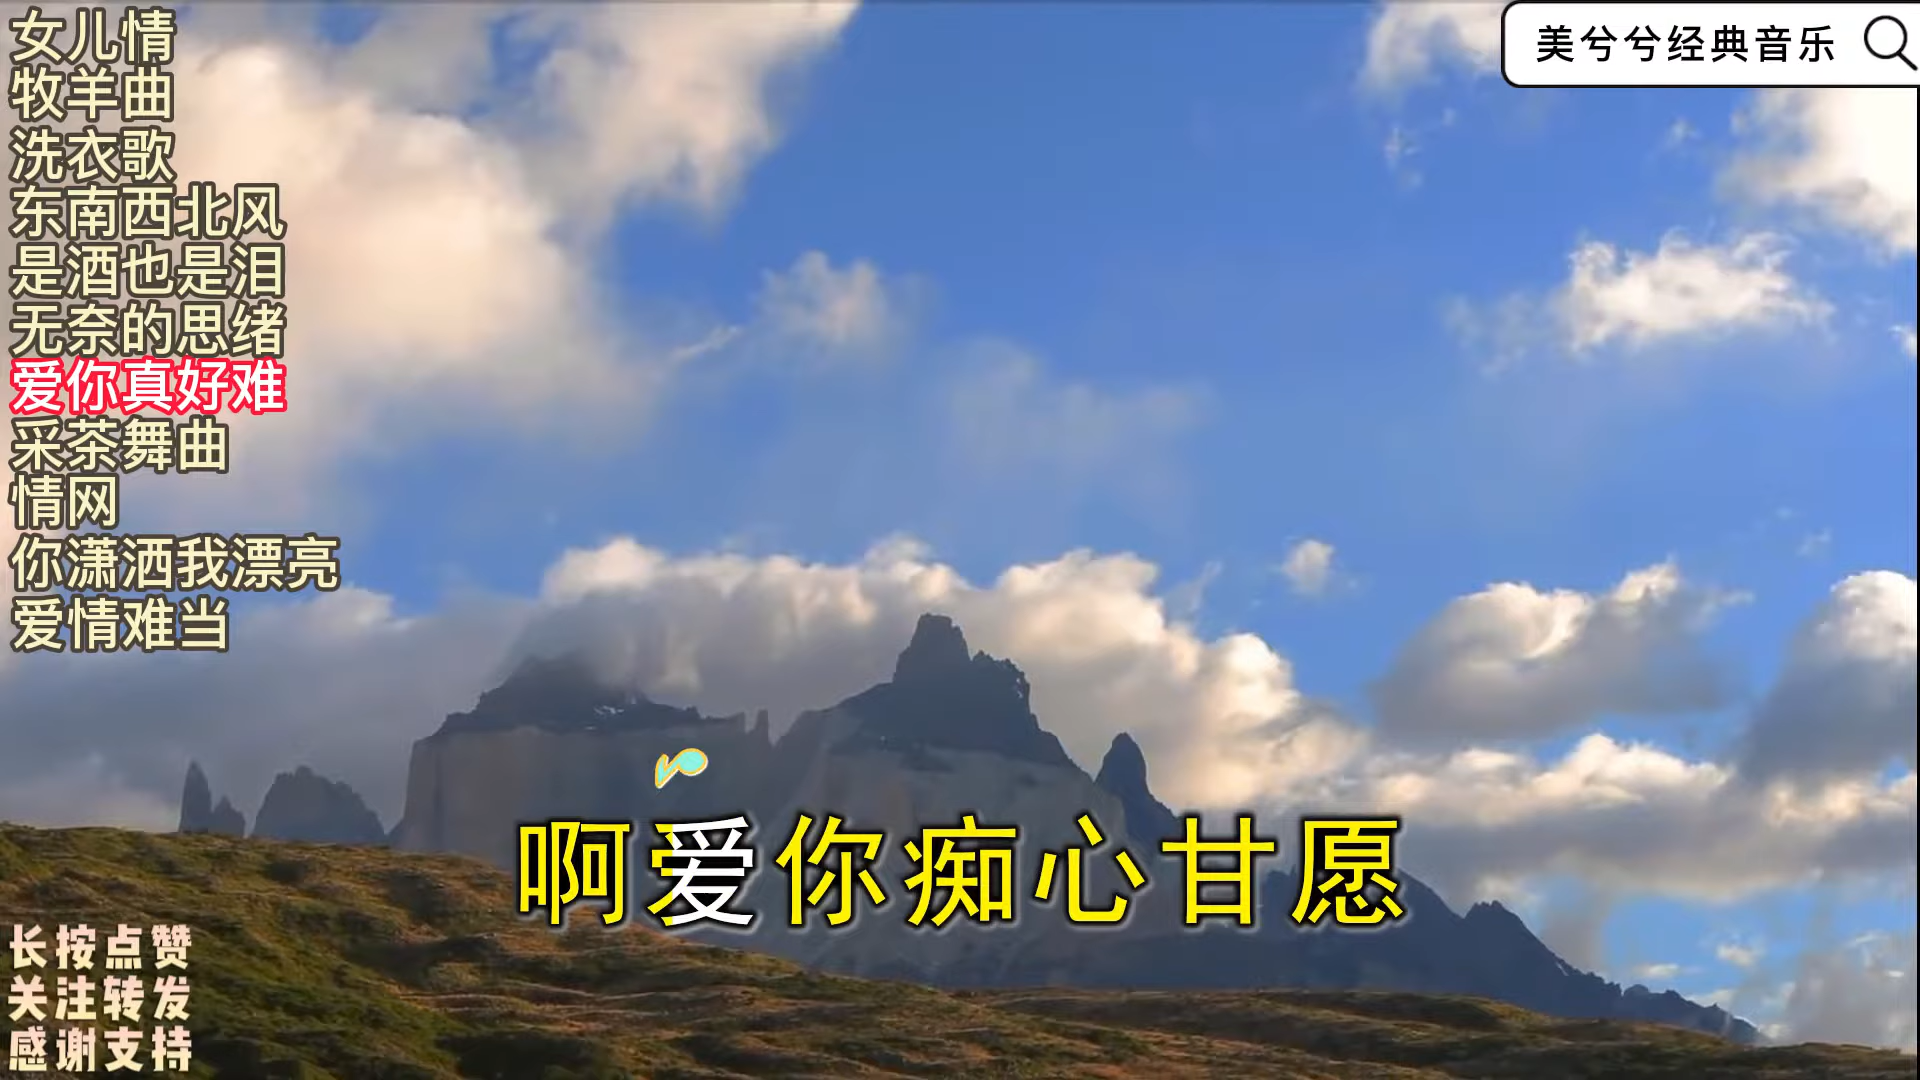 女儿情
牧羊曲
洗衣歌
东南西北风
是酒也是泪
无奈的思绪
爱你真好难
采茶舞曲
情网
你潇洒我漂亮
爱情难当
美兮兮经典音乐
啊爱你痴心甘愿
长按点赞
关注转发
感谢支持